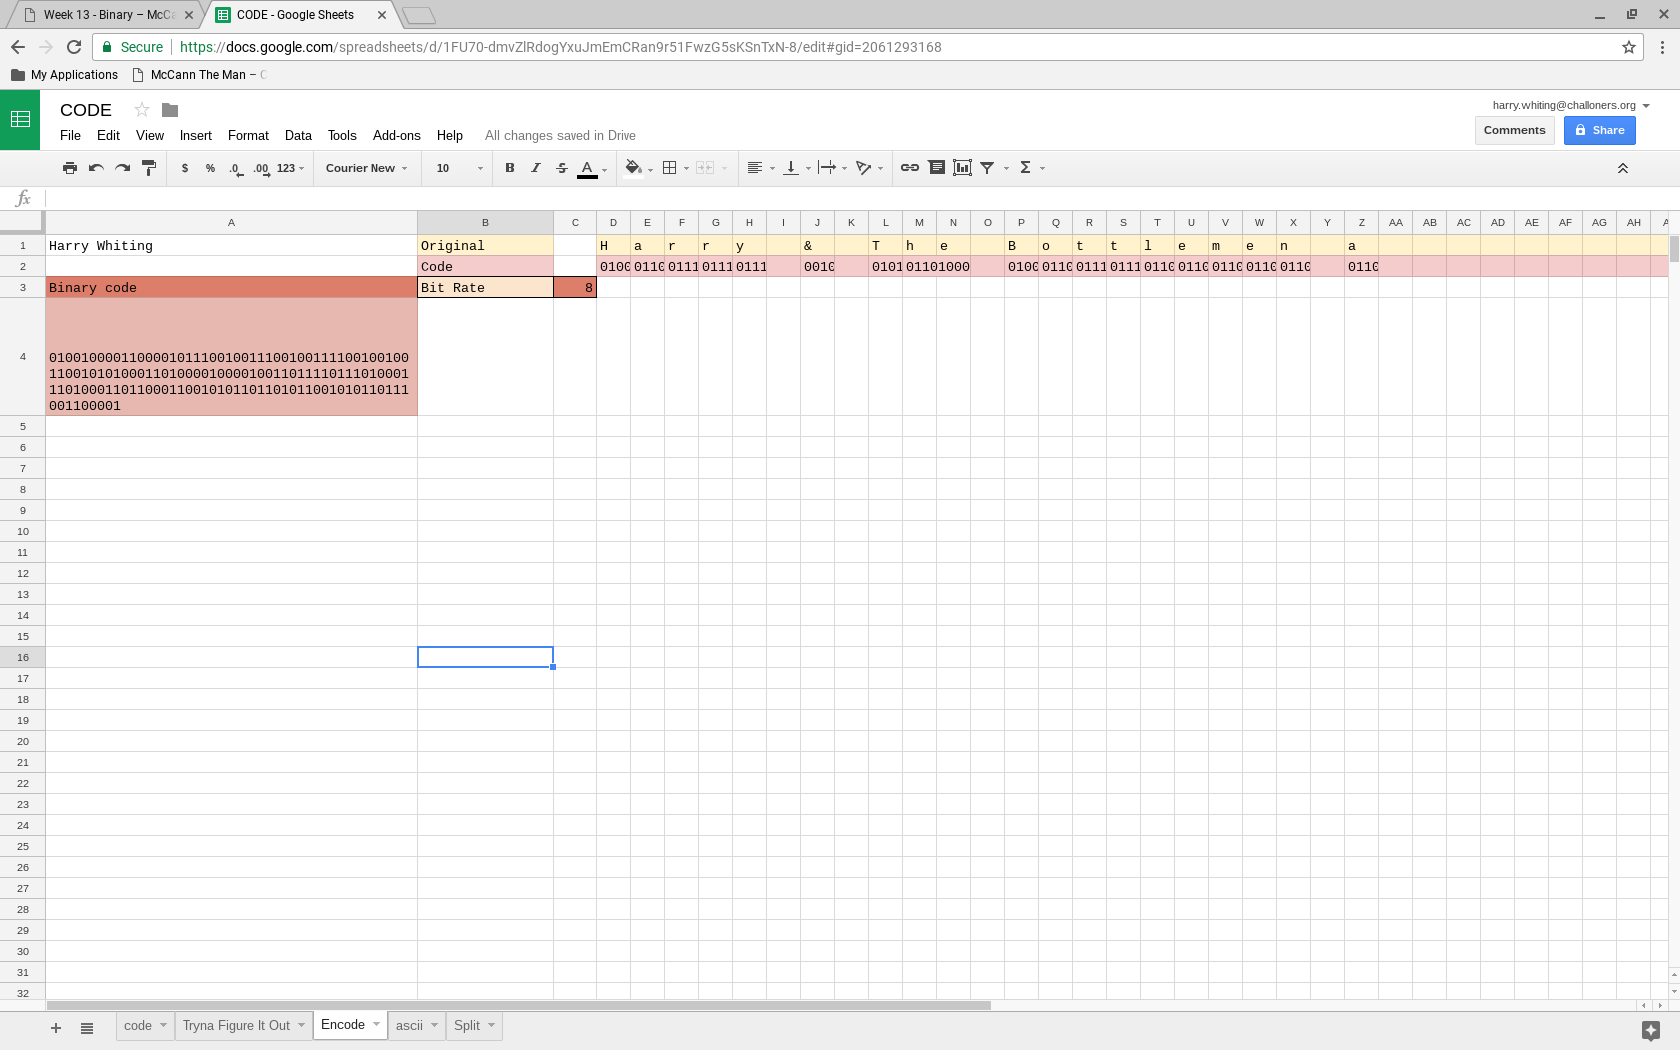 Week 13 - Binary – McCa
CODE - Google Sheets
Secure
https://docs.google.com/spreadsheets/d/1FU70-dmvZlRdogYxuJmEmCRan9r51FwzG5sKSnTxN-8/edit#gid=2061293168
My Applications
McCann The Man – C
CODE
harry.whiting@challoners.org
File Edit View Insert Format Data Tools Add-ons Help All changes saved in Drive
Comments
Share
$ % .0 .00 123 Courier New 10 B I S A Σ
fx
A B C D E F G H I J K L M N O P Q R S T U V W X Y Z AA AB AC AD AE AF AG AH A
1 Harry Whiting Original H a r r y & T h e B o t t l e m e n a
2 Code 0100 0110 0111 0111 0111 0010 0101 01101000 0100 0110 0111 0111 0110 0110 0110 0110 0110 0110
3 Binary code Bit Rate 8
4
010010000110000101110010011100100111100100100
110010101000110100001000010011011110111010001
110100011011000110010101101101011001010110111
001100001
5
6
7
8
9
10
11
12
13
14
15
16
17
18
19
20
21
22
23
24
25
26
27
28
29
30
31
32
+ code Tryna Figure It Out Encode ascii Split